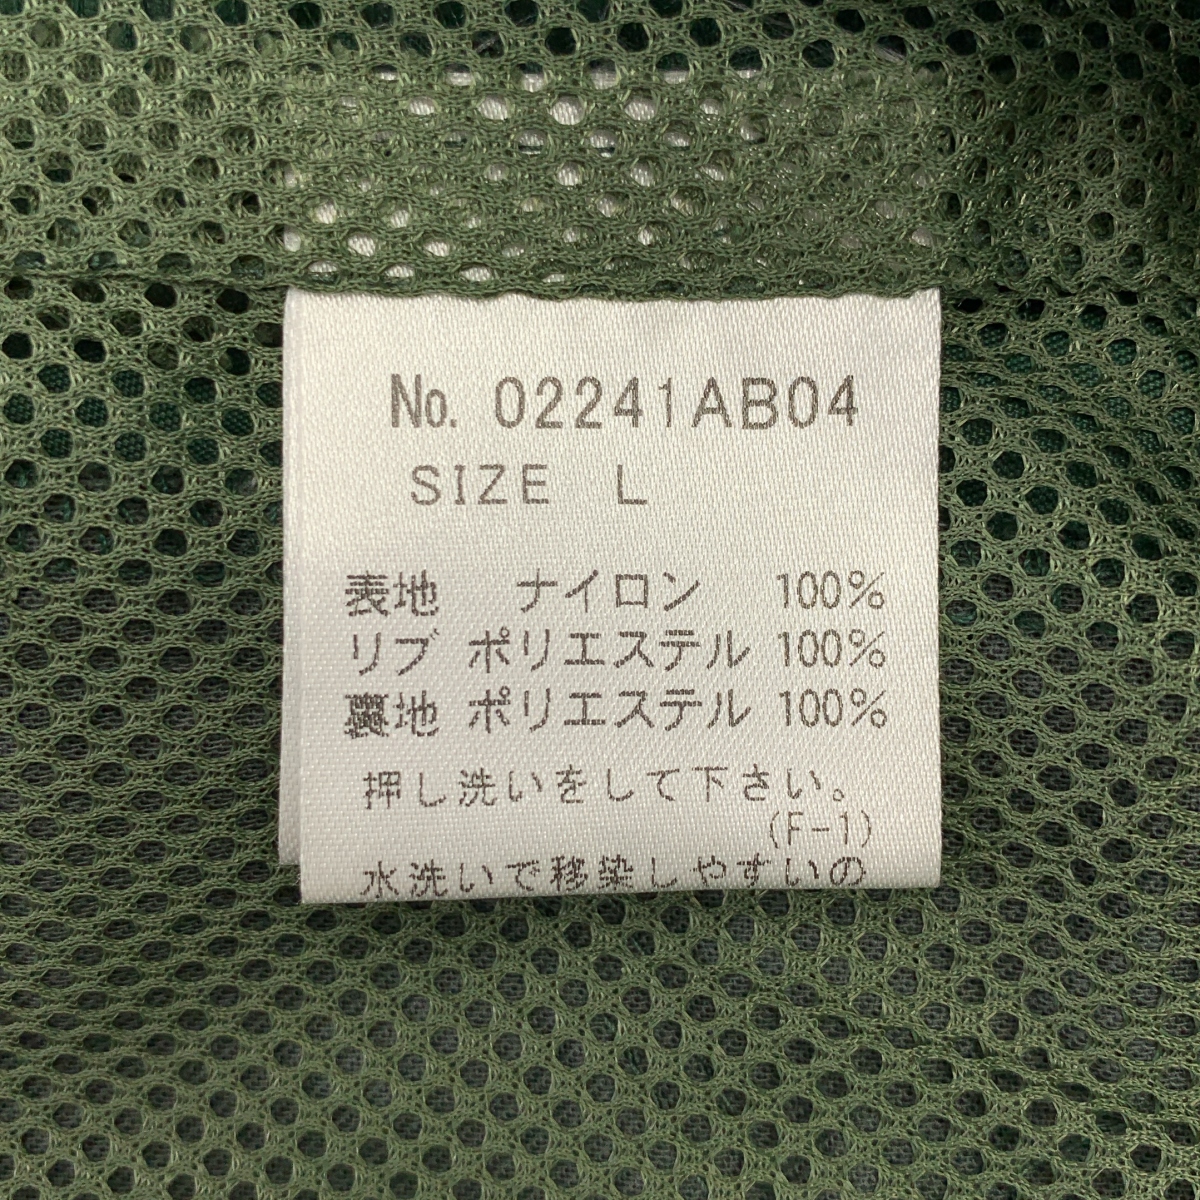 No. 02241AB04
SIZE L
表地 ナイロン 100%
リブ ポリエステル 100%
裏地 ポリエステル 100%
押し洗いをして下さい。
(F-1)
水洗いで移染しやすいの